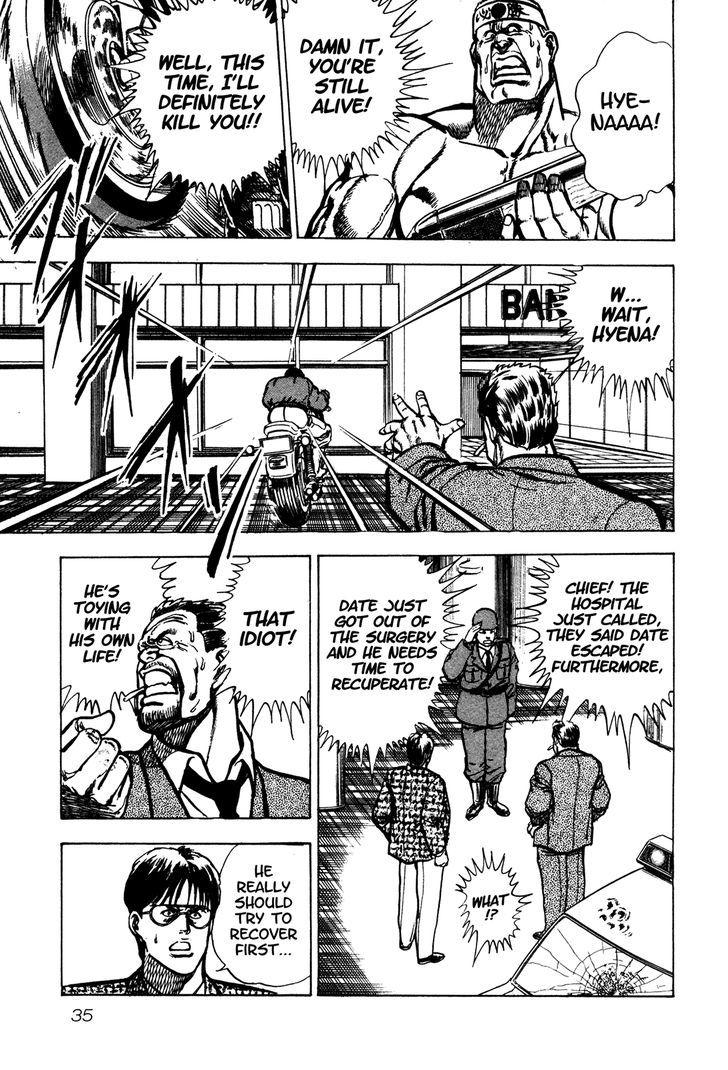 HYE-
NAAAA!
DAMN IT,
YOU'RE
STILL
ALIVE!
WELL, THIS
TIME, I'LL
DEFINITELY
KILL YOU!!
W...
WAIT,
HYENA!
BAN
CHIEF! THE
HOSPITAL
JUST CALLED,
THEY SAID DATE
ESCAPED!
FURTHERMORE,
DATE JUST
GOT OUT OF
THE SURGERY
AND HE NEEDS
TIME TO
RECUPERATE!
WHAT
!?
THAT
IDIOT!
HE'S
TOYING
WITH
HIS OWN
LIFE!
HE
REALLY
SHOULD
TRY TO
RECOVER
FIRST...
35